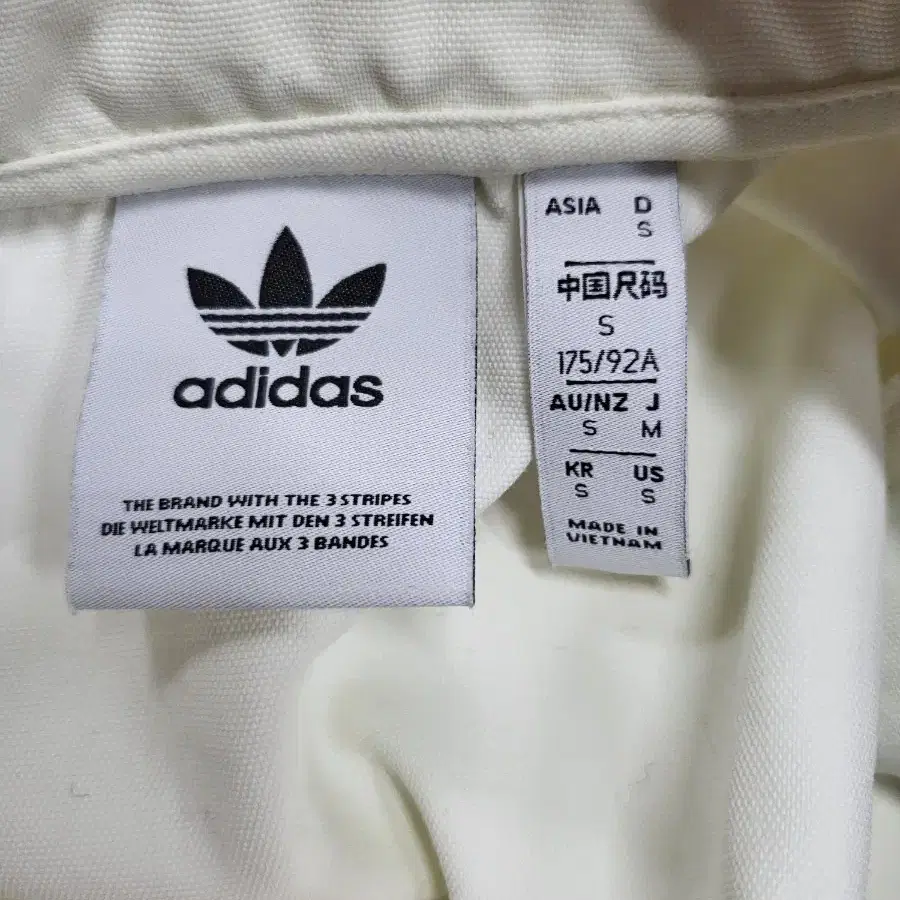 adidas
THE BRAND WITH THE 3 STRIPES
DIE WELTMARKE MIT DEN 3 STREIFEN
LA MARQUE AUX 3 BANDES
ASIA D
S
中国尺码
S
175/92A
AU/NZ J
S M
KR US
S S
MADE IN
VIETNAM